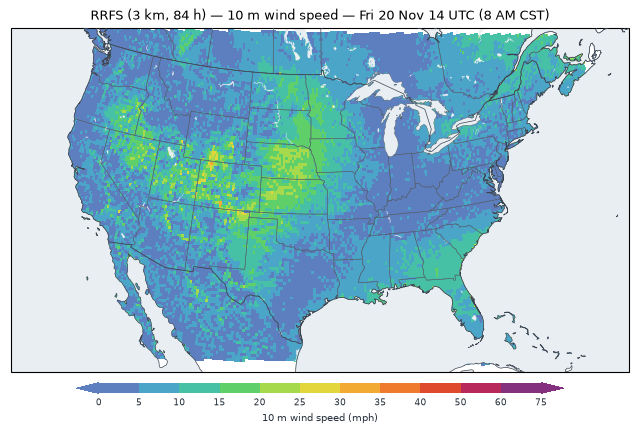 RRFS (3 km, 84 h) — 10 m wind speed — Fri 20 Nov 14 UTC (8 AM CST)
0 5 10 15 20 25 30 35 40 50 60 75
10 m wind speed (mph)